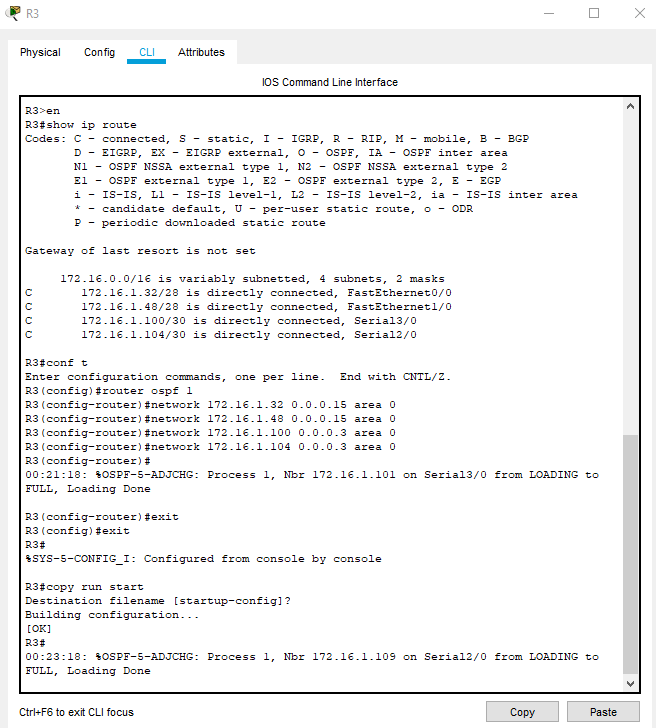 R3
Physical Config CLI Attributes
IOS Command Line Interface
R3>en
R3#show ip route
Codes: C - connected, S - static, I - IGRP, R - RIP, M - mobile, B - BGP
       D - EIGRP, EX - EIGRP external, O - OSPF, IA - OSPF inter area
       N1 - OSPF NSSA external type 1, N2 - OSPF NSSA external type 2
       E1 - OSPF external type 1, E2 - OSPF external type 2, E - EGP
       i - IS-IS, L1 - IS-IS level-1, L2 - IS-IS level-2, ia - IS-IS inter area
       * - candidate default, U - per-user static route, o - ODR
       P - periodic downloaded static route
Gateway of last resort is not set
     172.16.0.0/16 is variably subnetted, 4 subnets, 2 masks
C       172.16.1.32/28 is directly connected, FastEthernet0/0
C       172.16.1.48/28 is directly connected, FastEthernet1/0
C       172.16.1.100/30 is directly connected, Serial3/0
C       172.16.1.104/30 is directly connected, Serial2/0
R3#conf t
Enter configuration commands, one per line.  End with CNTL/Z.
R3(config)#router ospf 1
R3(config-router)#network 172.16.1.32 0.0.0.15 area 0
R3(config-router)#network 172.16.1.48 0.0.0.15 area 0
R3(config-router)#network 172.16.1.100 0.0.0.3 area 0
R3(config-router)#network 172.16.1.104 0.0.0.3 area 0
R3(config-router)#
00:21:18: %OSPF-5-ADJCHG: Process 1, Nbr 172.16.1.101 on Serial3/0 from LOADING to
FULL, Loading Done
R3(config-router)#exit
R3(config)#exit
R3#
%SYS-5-CONFIG_I: Configured from console by console
R3#copy run start
Destination filename [startup-config]?
Building configuration...
[OK]
R3#
00:23:18: %OSPF-5-ADJCHG: Process 1, Nbr 172.16.1.109 on Serial2/0 from LOADING to
FULL, Loading Done
Ctrl+F6 to exit CLI focus
Copy Paste